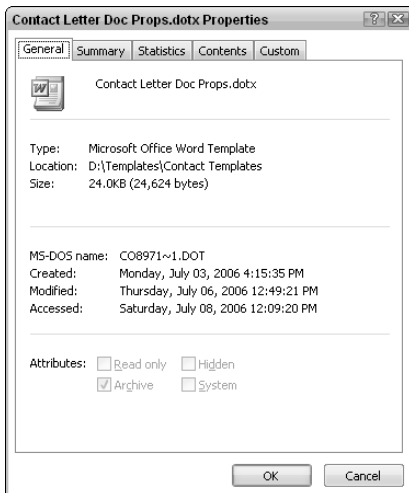 Contact Letter Doc Props.dotx Properties
General Summary Statistics Contents Custom
Contact Letter Doc Props.dotx
Type: Microsoft Office Word Template
Location: D:\Templates\Contact Templates
Size: 24.0KB (24,624 bytes)
MS-DOS name: CO8971~1.DOT
Created: Monday, July 03, 2006 4:15:35 PM
Modified: Thursday, July 06, 2006 12:49:21 PM
Accessed: Saturday, July 08, 2006 12:09:20 PM
Attributes: Read only Hidden
Archive System
OK Cancel